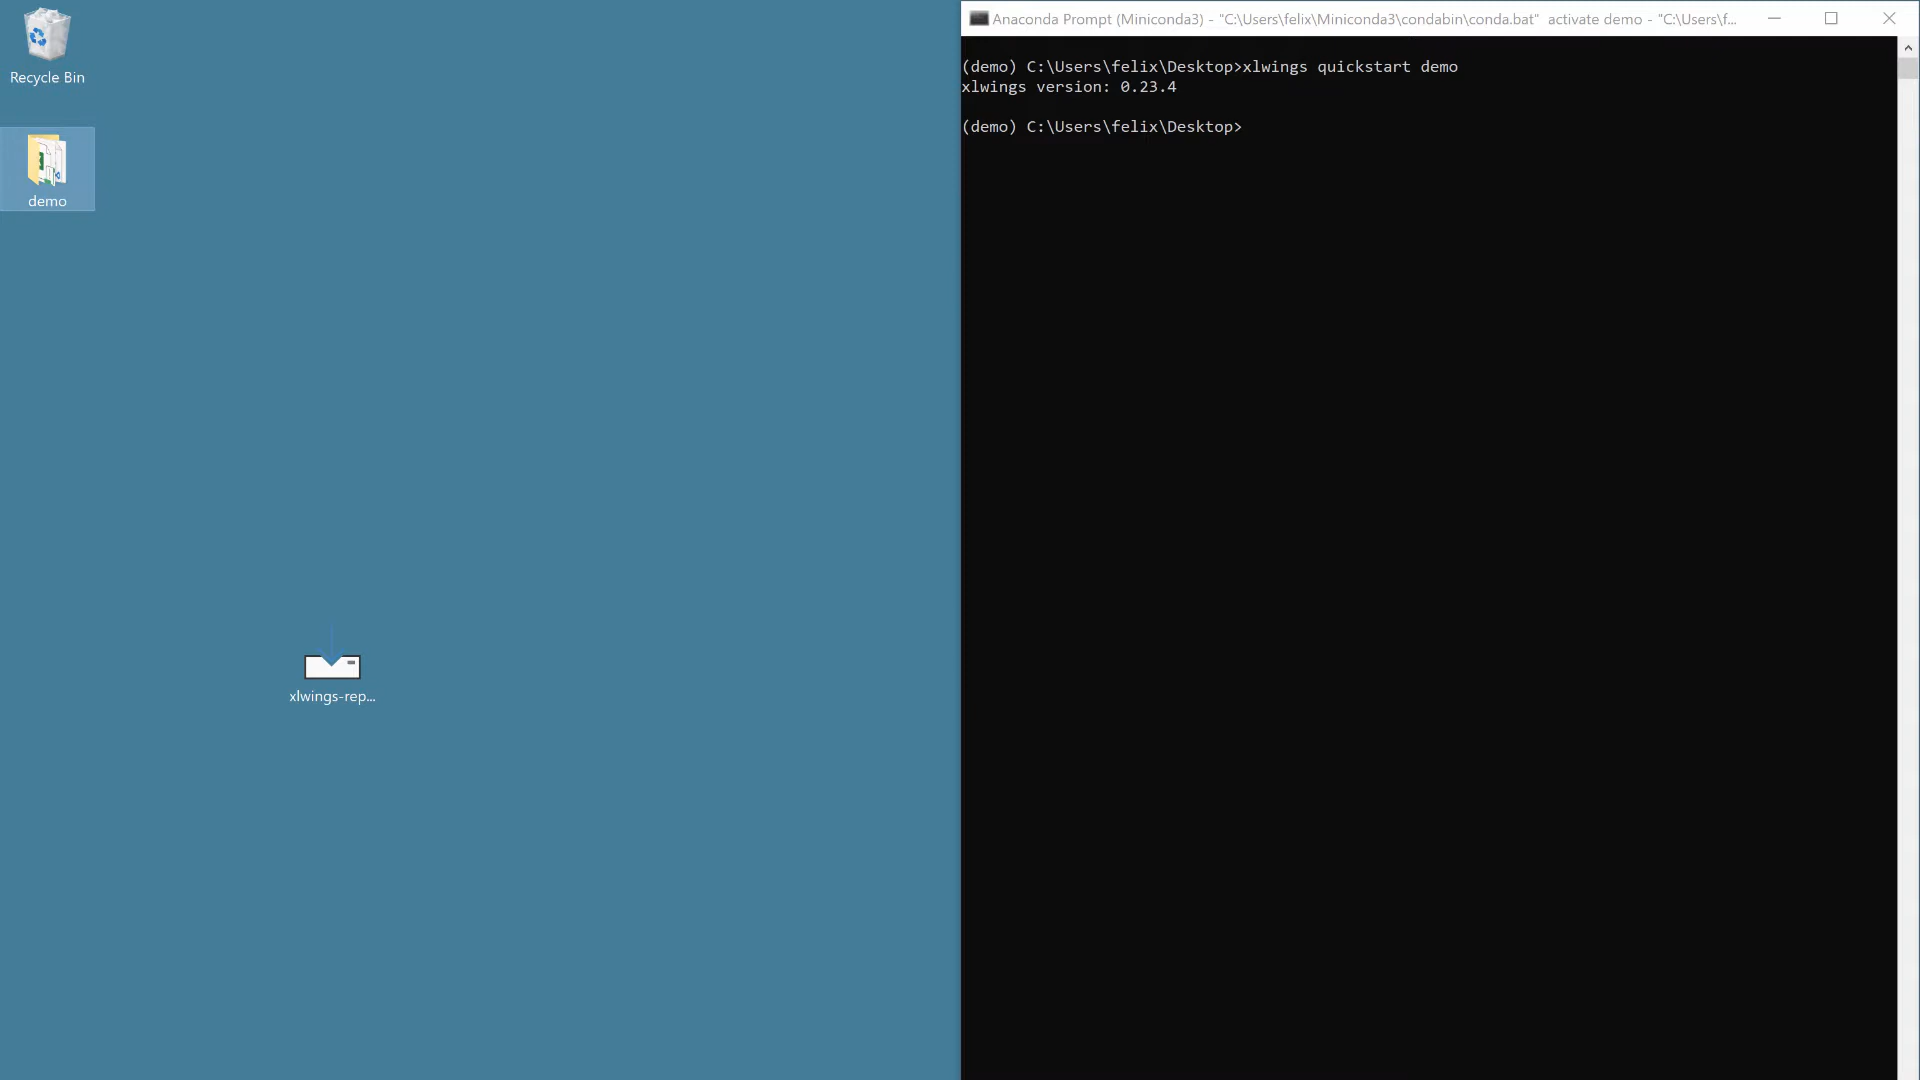 Recycle Bin
demo
xlwings-rep...
Anaconda Prompt (Miniconda3) - "C:\Users\felix\Miniconda3\condabin\conda.bat"  activate demo - "C:\Users\f...
(demo) C:\Users\felix\Desktop>xlwings quickstart demo
xlwings version: 0.23.4
(demo) C:\Users\felix\Desktop>